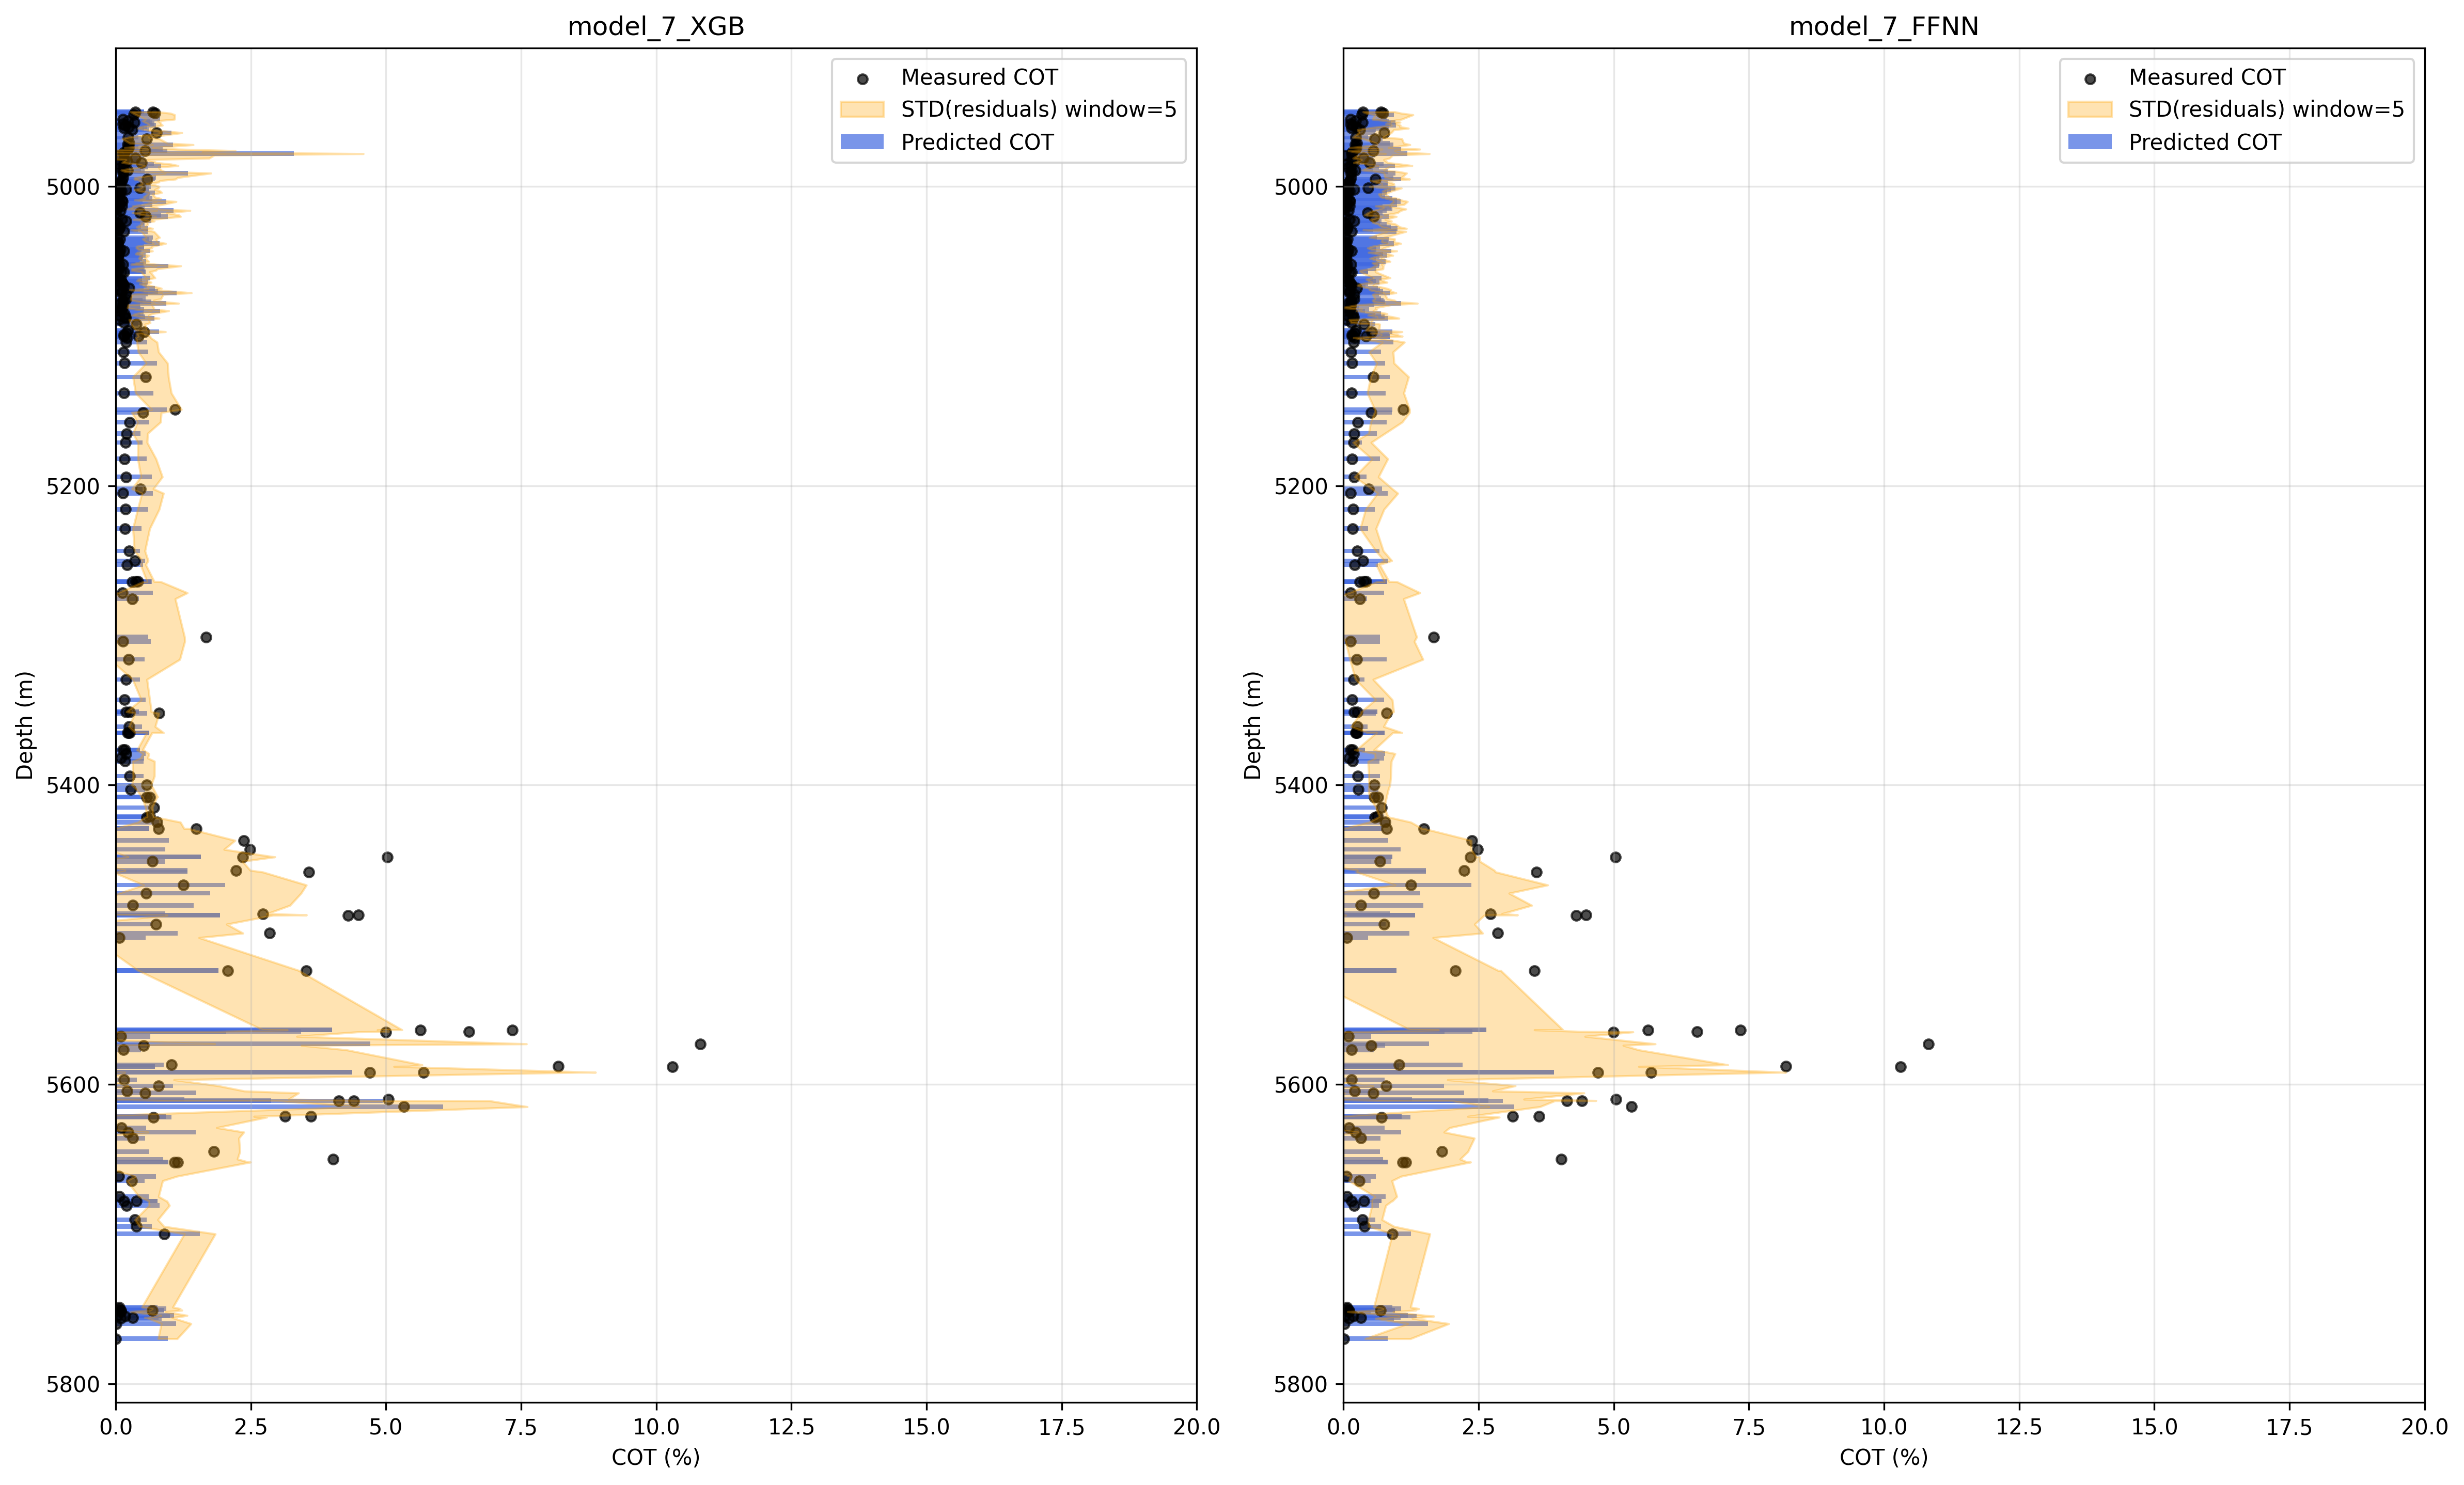 model_7_XGB
Measured COT
STD(residuals) window=5
Predicted COT
5000
5200
5400
5600
5800
Depth (m)
0.0 2.5 5.0 7.5 10.0 12.5 15.0 17.5 20.0
COT (%)
model_7_FFNN
Measured COT
STD(residuals) window=5
Predicted COT
5000
5200
5400
5600
5800
Depth (m)
0.0 2.5 5.0 7.5 10.0 12.5 15.0 17.5 20.0
COT (%)